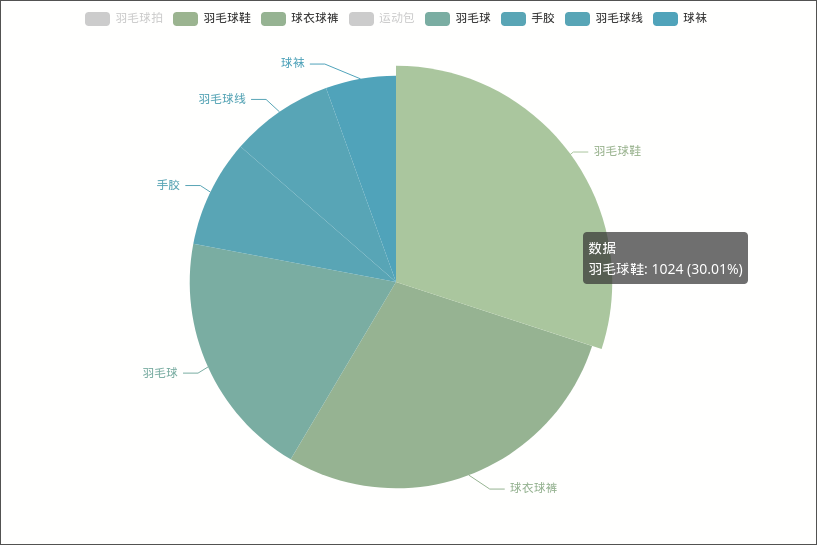 羽毛球拍 羽毛球鞋 球衣球裤 运动包 羽毛球 手胶 羽毛球线 球袜
球袜
羽毛球线
羽毛球鞋
手胶
数据
羽毛球鞋: 1024 (30.01%)
羽毛球
球衣球裤